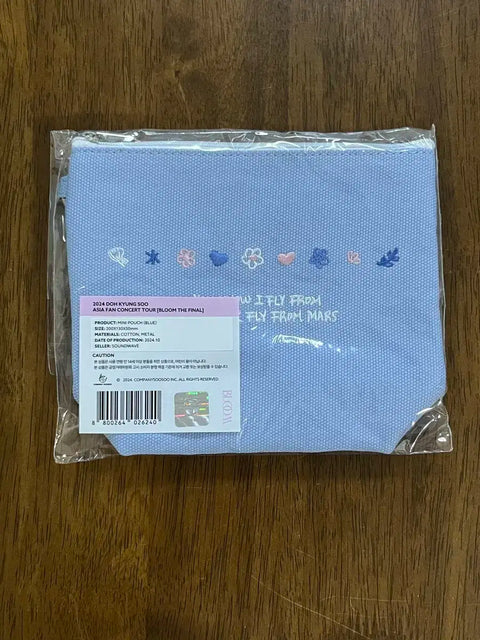 W I FLY FROM
FLY FROM MARS
2024 DOH KYUNG SOO
ASIA FAN CONCERT TOUR [BLOOM THE FINAL]
PRODUCT: MINI POUCH (BLUE)
SIZE: 200X130X50mm
MATERIALS: COTTON, METAL
DATE OF PRODUCTION: 2024.10
SELLER: SOUNDWAVE
CAUTION
© 2024. COMPANYSOOSOO INC. ALL RIGHTS RESERVED.
BLOOM
8 800264 026240